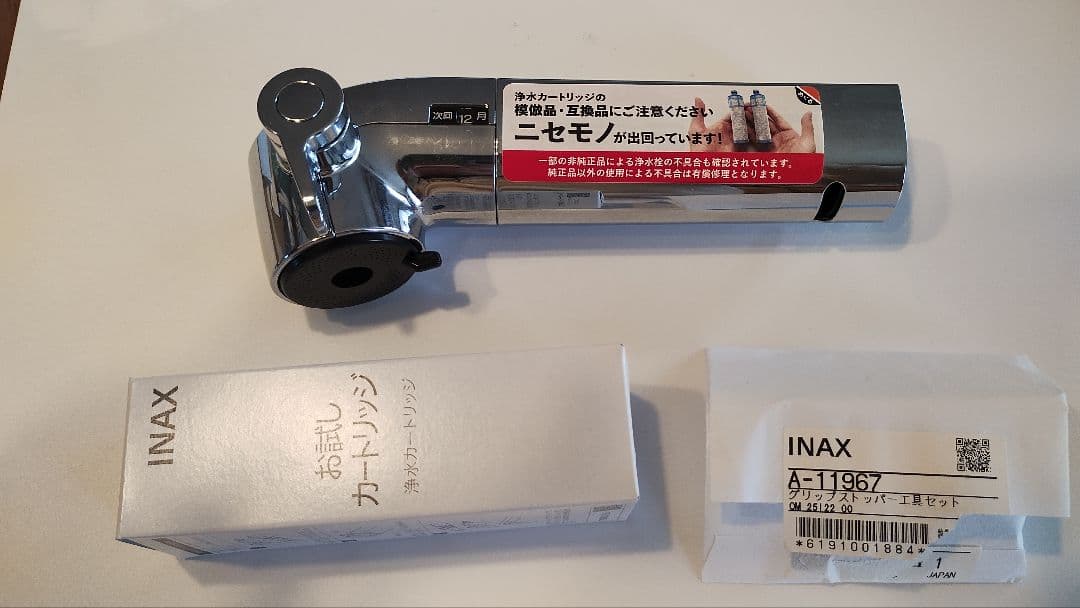 次回 12 月
めくる
浄水カートリッジの
模倣品・互換品にご注意ください
ニセモノが出回っています！
一部の非純正品による浄水栓の不具合も確認されています。
純正品以外の使用による不具合は有償修理となります。
INAX
お試し
カートリッジ
浄水カートリッジ
INAX
A-11967
グリップストッパー工具セット
OM 25I22 00
*6191001884*
1
JAPAN